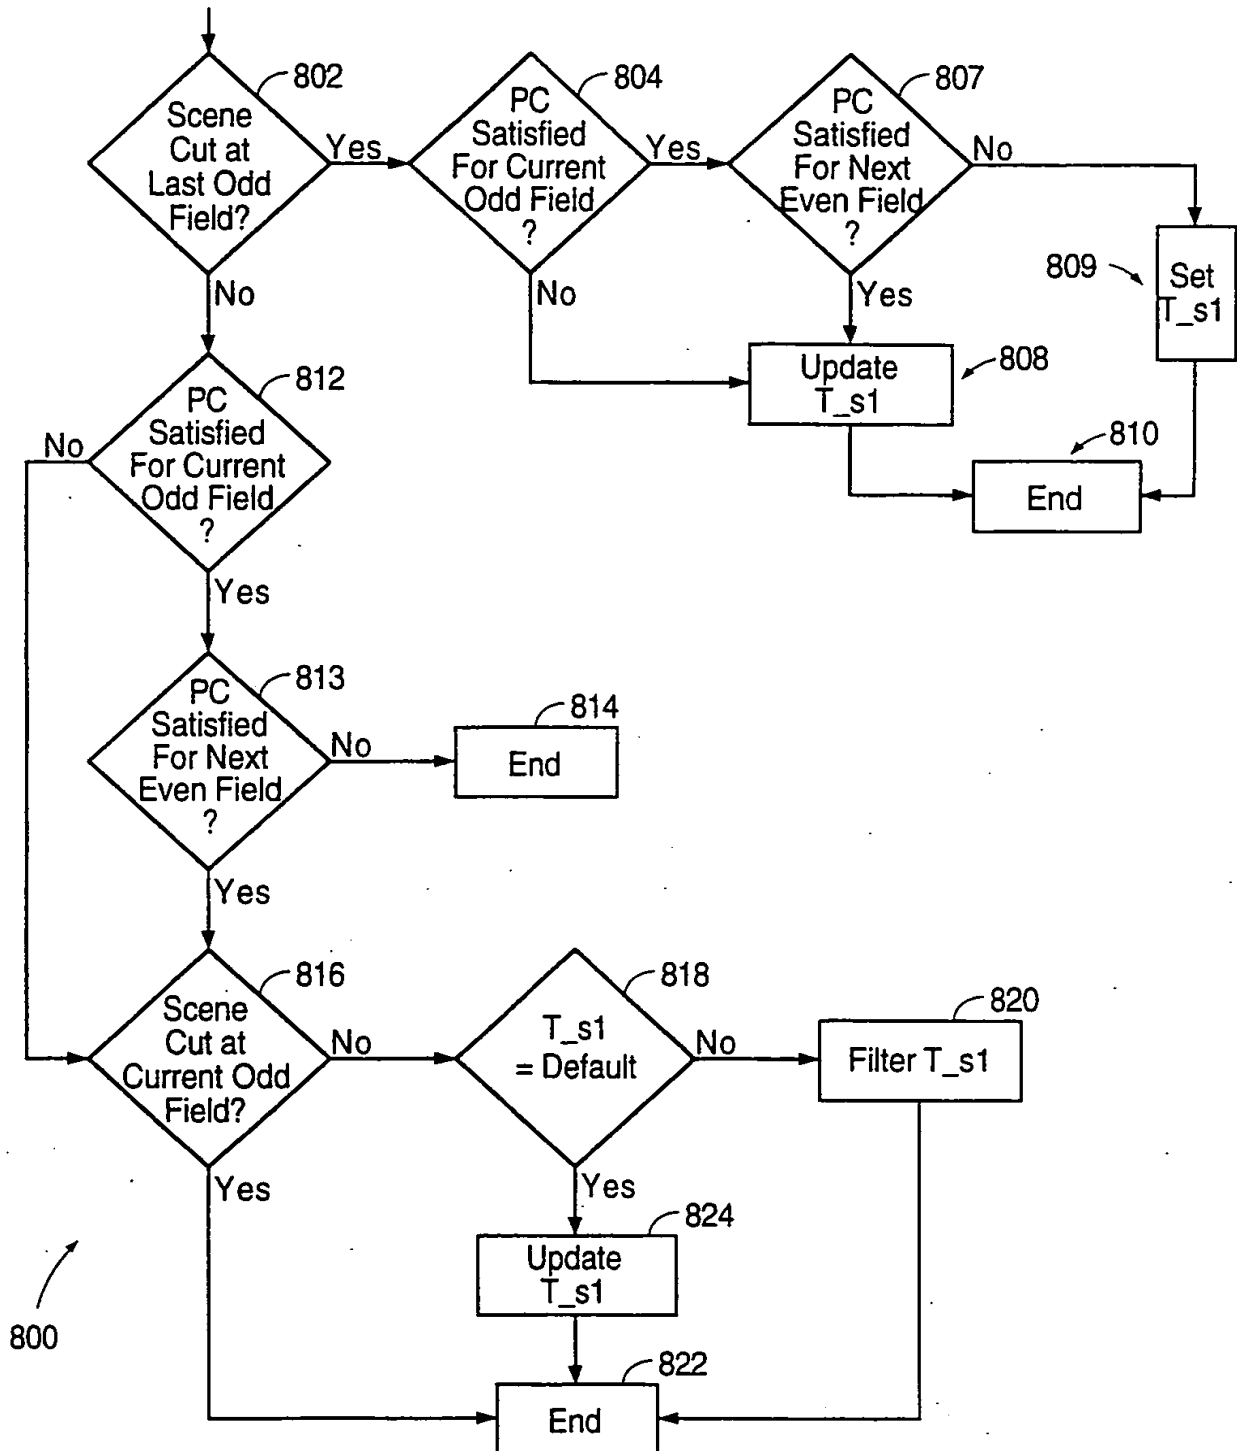 802
Scene
Cut at
Last Odd
Field?
Yes
No
804
PC
Satisfied
For Current
Odd Field
?
Yes
No
807
PC
Satisfied
For Next
Even Field
?
No
Yes
809
Set
T_s1
Update
T_s1
808
810
End
812
PC
Satisfied
For Current
Odd Field
?
No
Yes
813
PC
Satisfied
For Next
Even Field
?
No
Yes
814
End
816
Scene
Cut at
Current Odd
Field?
No
Yes
818
T_s1
= Default
No
Yes
820
Filter T_s1
824
Update
T_s1
822
End
800